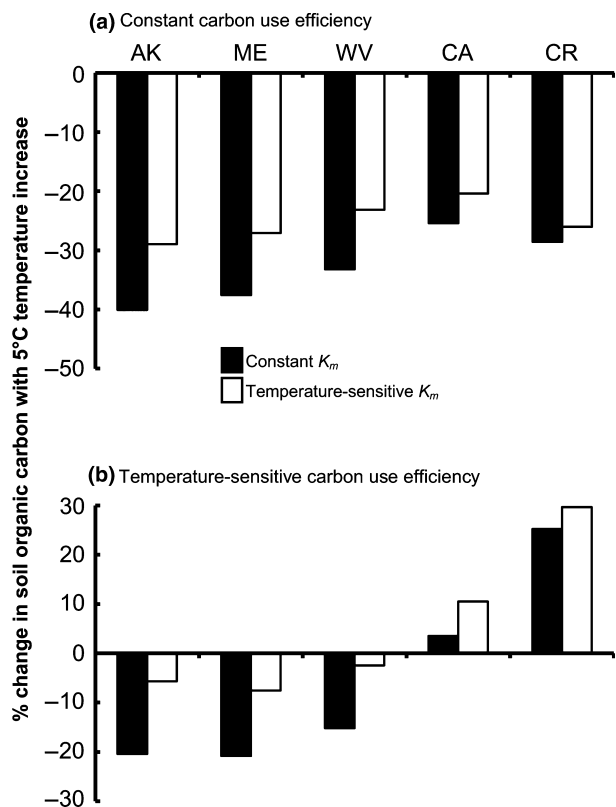 (a) Constant carbon use efficiency
AK ME WV CA CR
0
–10
–20
–30
–40
–50
Constant Km
Temperature-sensitive Km
% change in soil organic carbon with 5°C temperature increase
(b) Temperature-sensitive carbon use efficiency
30
20
10
0
–10
–20
–30